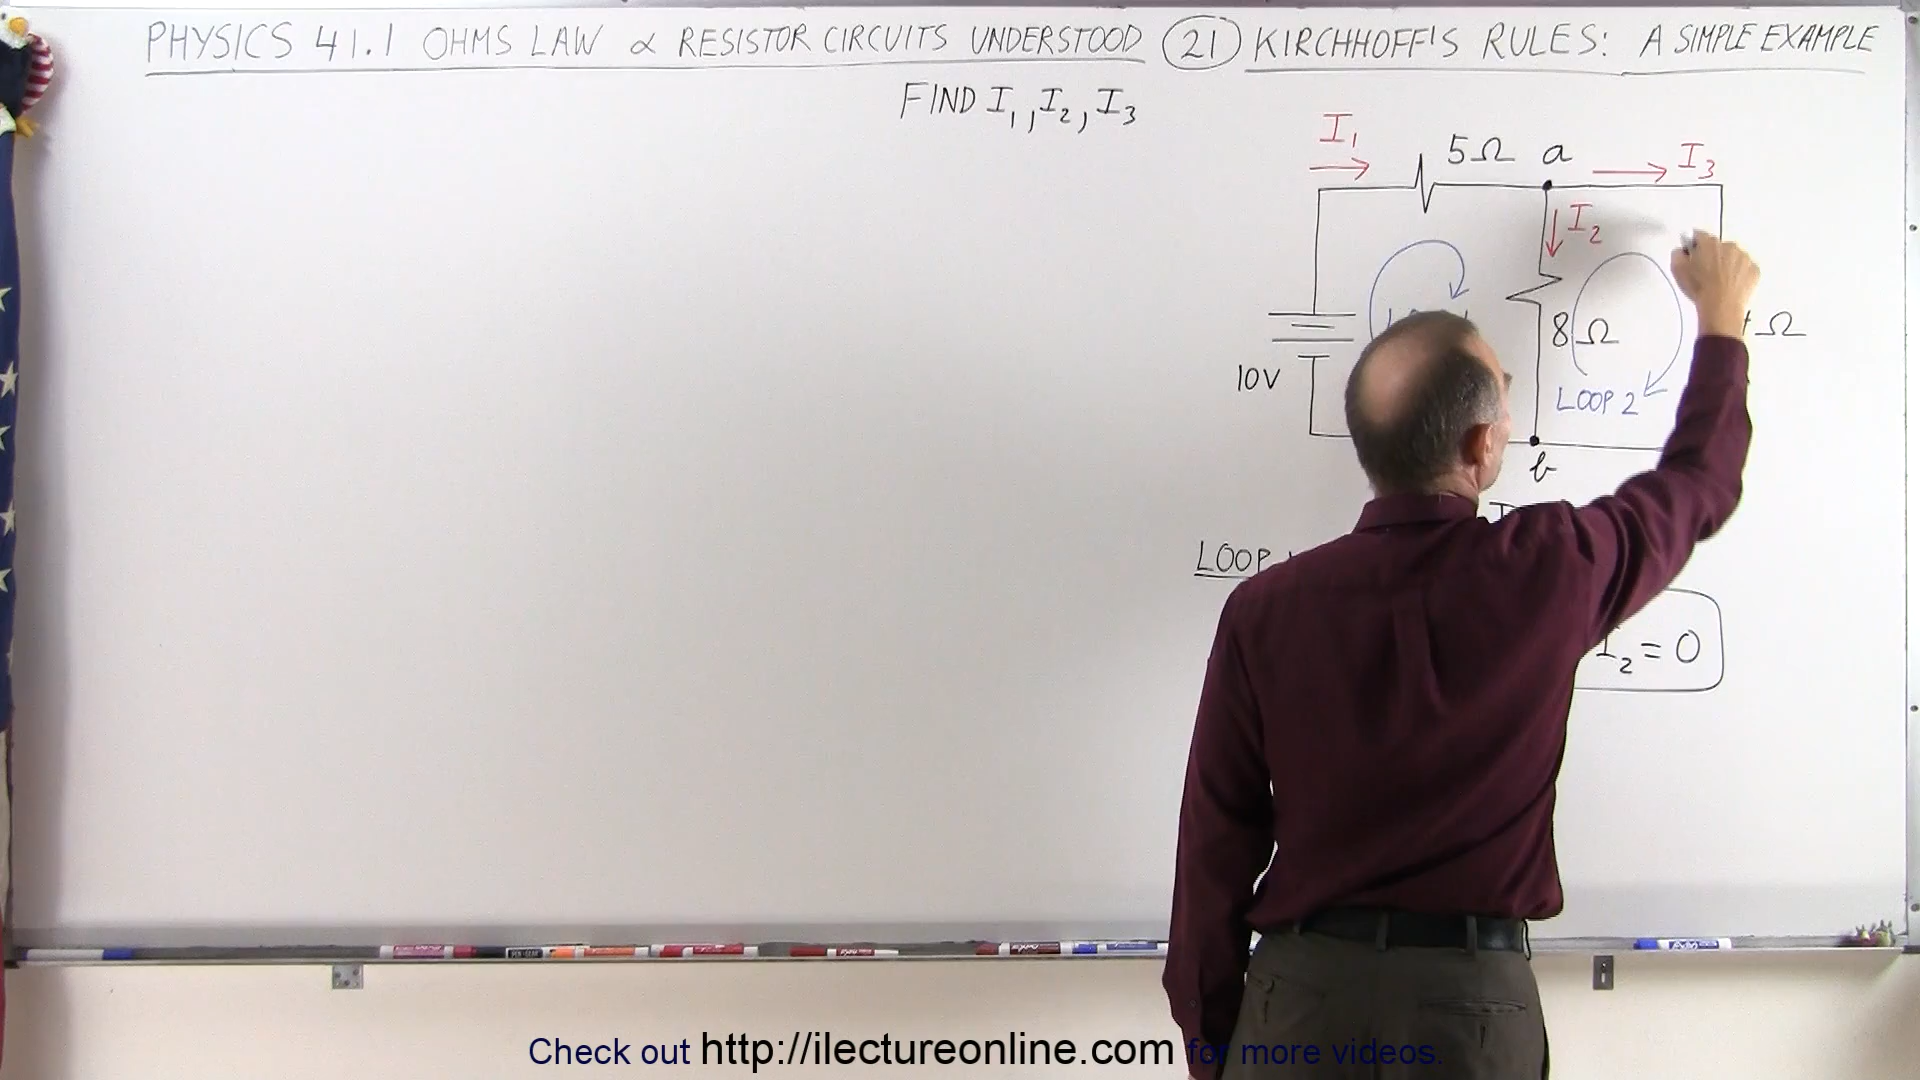 PHYSICS 41.1 OHMS LAW & RESISTOR CIRCUITS UNDERSTOOD 21 KIRCHHOFF'S RULES: A SIMPLE EXAMPLE
FIND I₁, I₂, I₃
I₁
5Ω a
I₃
I₂
8Ω
Ω
10V
LOOP 2
b
LOOP
I₂ = 0
Check out http://ilectureonline.com for more videos.